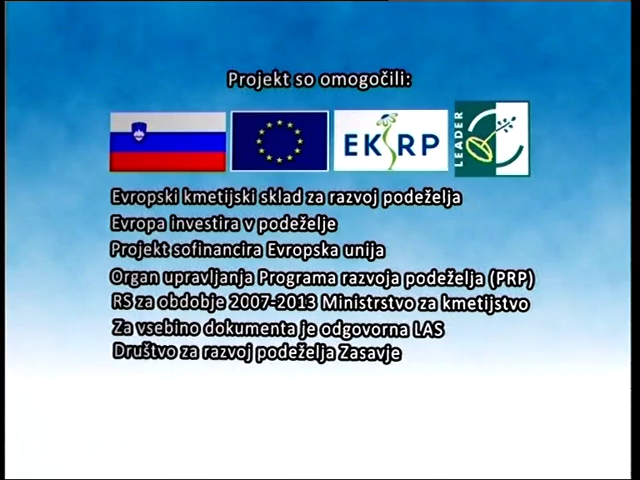 Projekt so omogočili:
EKSRP
LEADER
Evropski kmetijski sklad za razvoj podeželja
Evropa investira v podeželje
Projekt sofinancira Evropska unija
Organ upravljanja Programa razvoja podeželja (PRP)
RS za obdobje 2007-2013 Ministrstvo za kmetijstvo
Za vsebino dokumenta je odgovorna LAS
Društvo za razvoj podeželja Zasavje